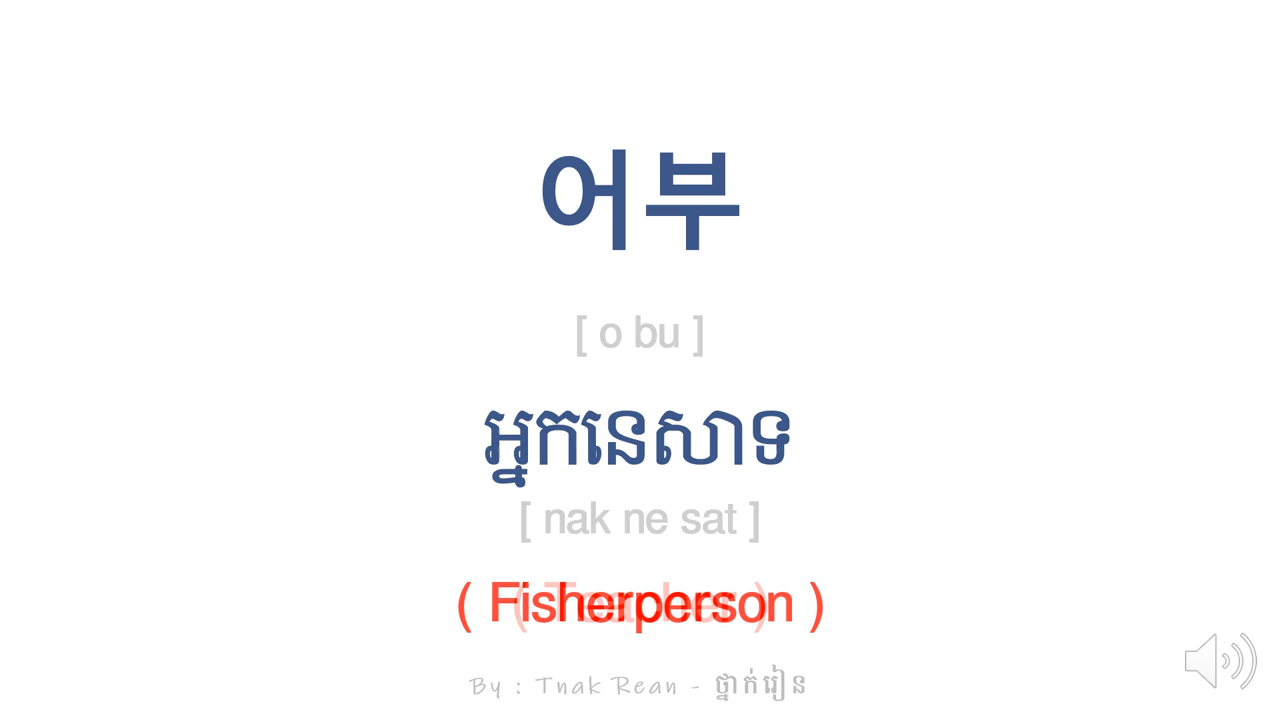 어부
[ o bu ]
អ្នកនេសាទ
[ nak ne sat ]
( Fisherperson )
( Teacher )
By : Tnak Rean - ថ្នាក់រៀន